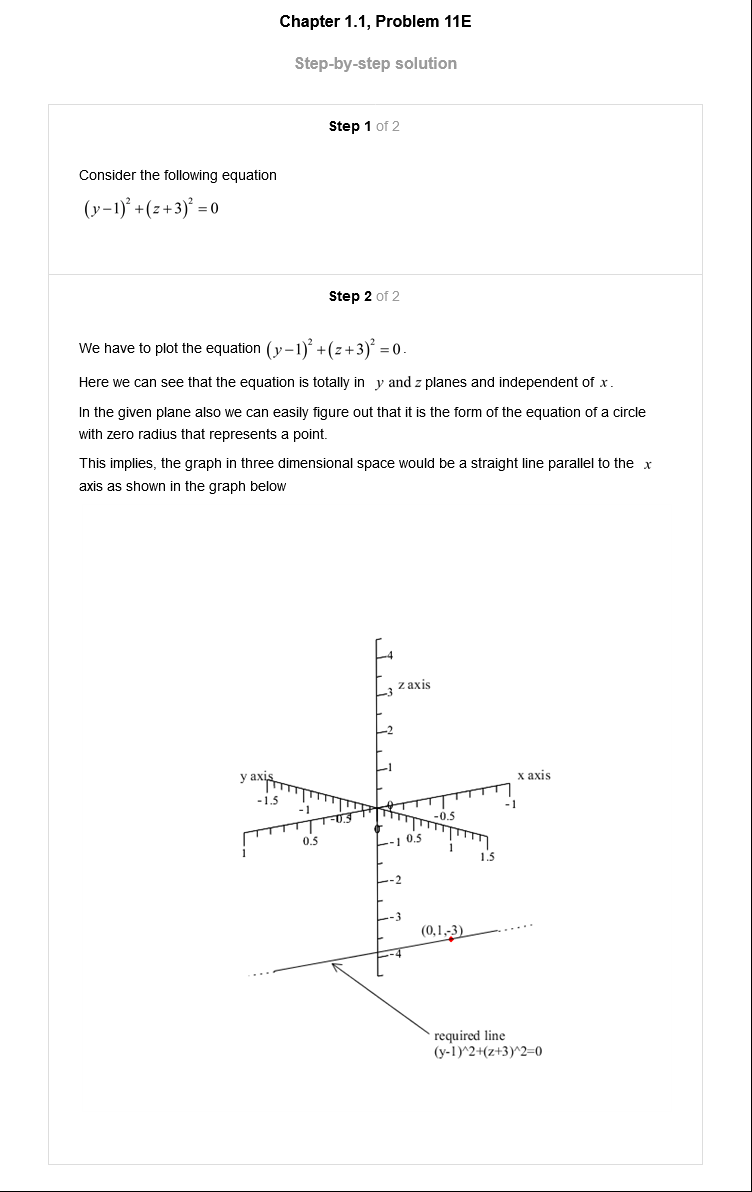 Chapter 1.1, Problem 11E
Step-by-step solution
Step 1 of 2
Consider the following equation
(y−1)² +(z+3)² = 0
Step 2 of 2
We have to plot the equation (y−1)² +(z+3)² = 0.
Here we can see that the equation is totally in y and z planes and independent of x.
In the given plane also we can easily figure out that it is the form of the equation of a circle
with zero radius that represents a point.
This implies, the graph in three dimensional space would be a straight line parallel to the x
axis as shown in the graph below
4
3 z axis
2
1
y axis
x axis
-1.5
-1
-0.5
0
-0.5
-1
1
0.5
0
-1
0.5
1
1.5
-2
-3
(0,1,-3)
-4
required line
(y-1)^2+(z+3)^2=0